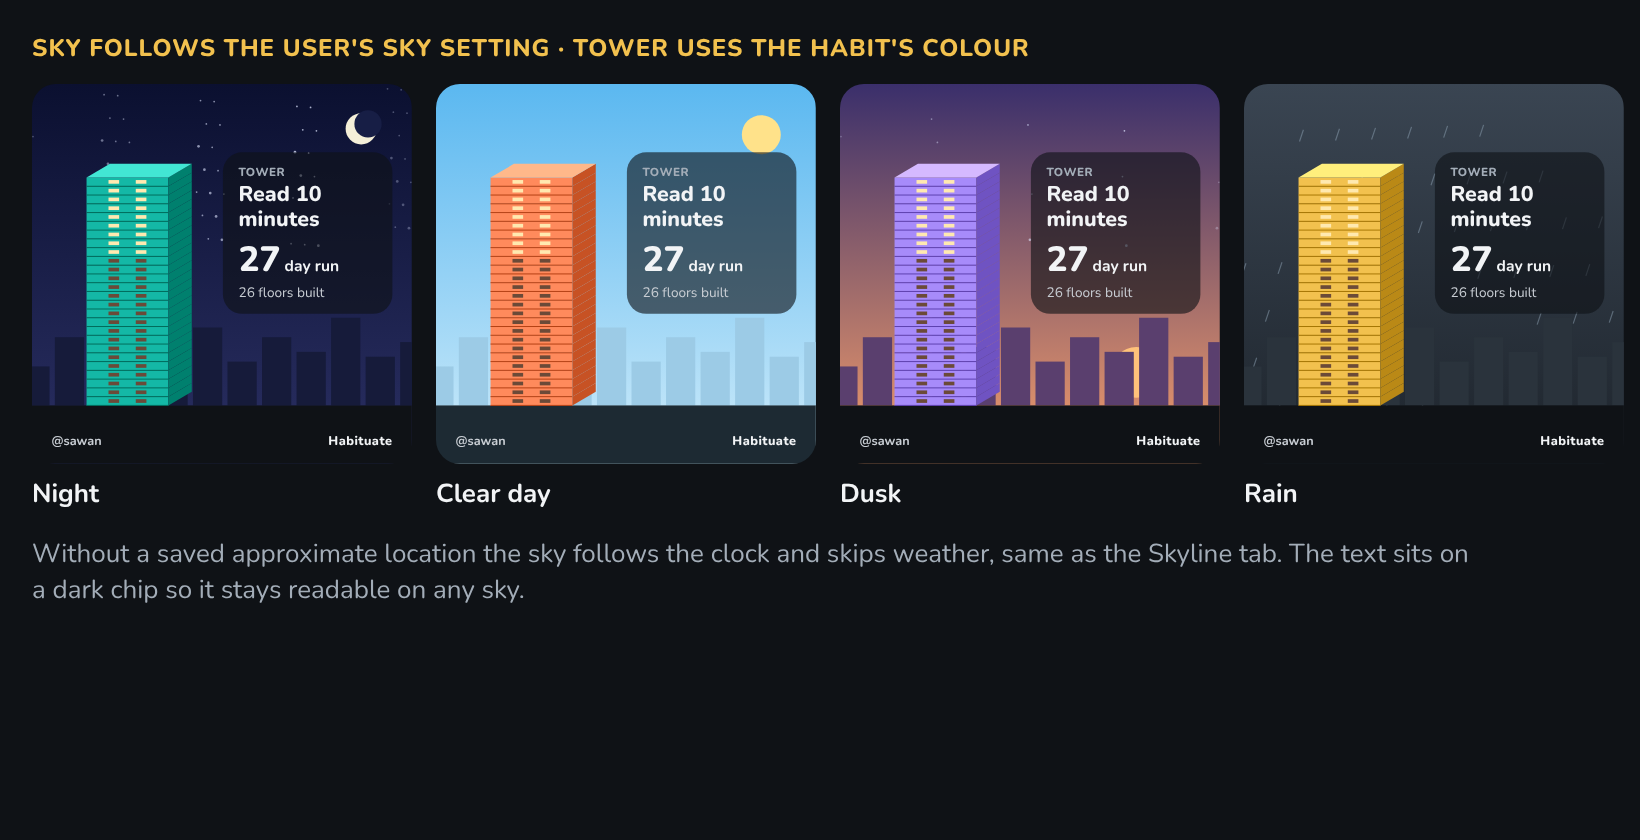 SKY FOLLOWS THE USER'S SKY SETTING · TOWER USES THE HABIT'S COLOUR
TOWER
Read 10
minutes
27 day run
26 floors built
@sawan
Habituate
Night
TOWER
Read 10
minutes
27 day run
26 floors built
@sawan
Habituate
Clear day
TOWER
Read 10
minutes
27 day run
26 floors built
@sawan
Habituate
Dusk
TOWER
Read 10
minutes
27 day run
26 floors built
@sawan
Habituate
Rain
Without a saved approximate location the sky follows the clock and skips weather, same as the Skyline tab. The text sits on
a dark chip so it stays readable on any sky.